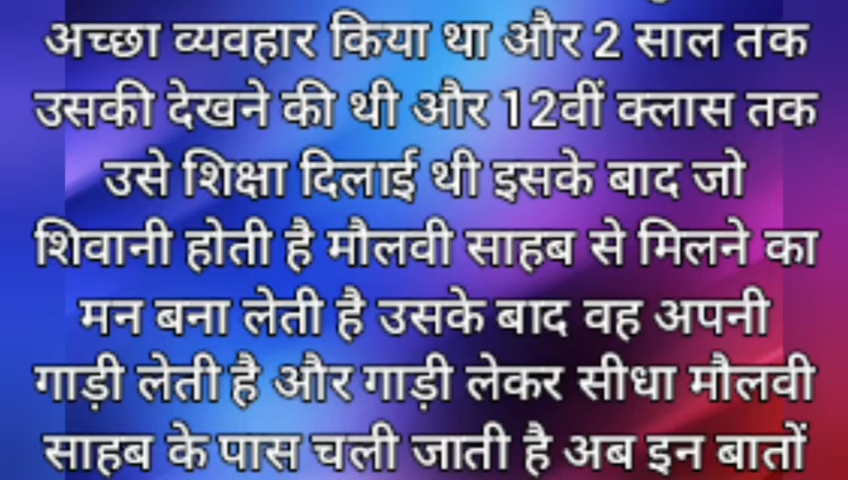 अच्छा व्यवहार किया था और 2 साल तक
उसकी देखने की थी और 12वीं क्लास तक
उसे शिक्षा दिलाई थी इसके बाद जो
शिवानी होती है मौलवी साहब से मिलने का
मन बना लेती है उसके बाद वह अपनी
गाड़ी लेती है और गाड़ी लेकर सीधा मौलवी
साहब के पास चली जाती है अब इन बातों